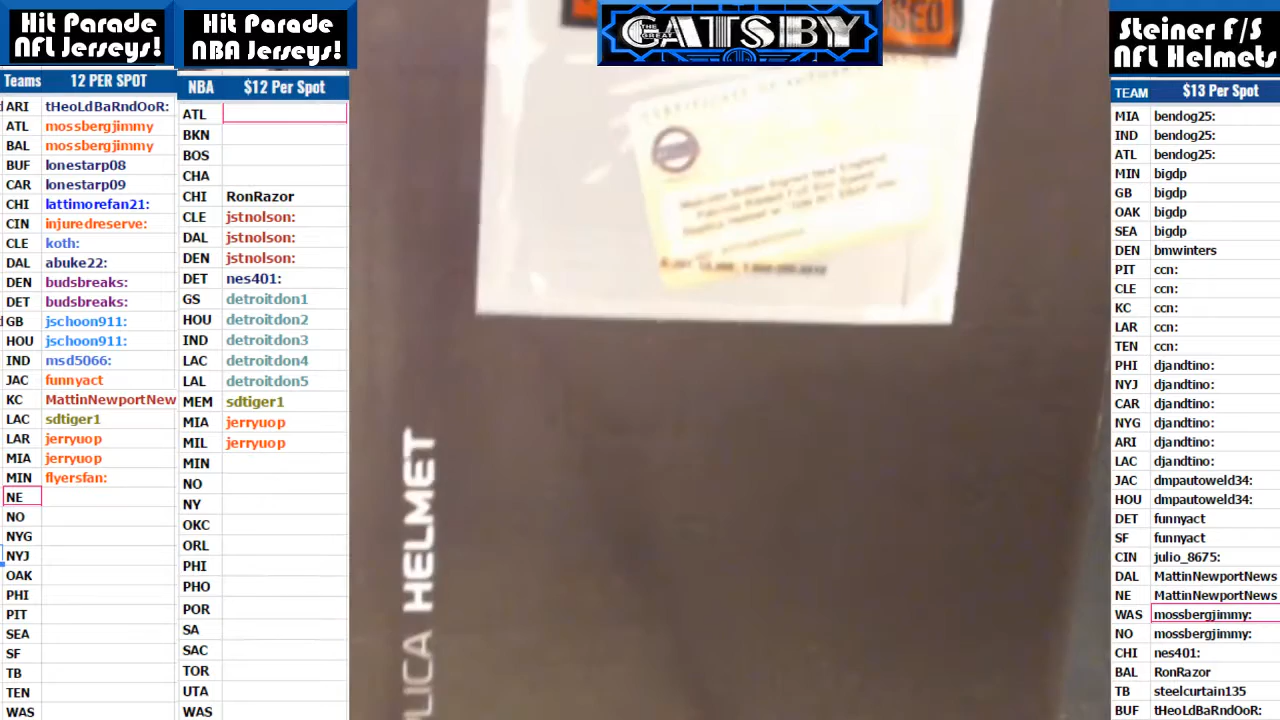 Hit Parade
NFL Jerseys!
Teams 12 PER SPOT
ARI tHeoLdBaRndOoR:
ATL mossbergjimmy
BAL mossbergjimmy
BUF lonestarp08
CAR lonestarp09
CHI lattimorefan21:
CIN injuredreserve:
CLE koth:
DAL abuke22:
DEN budsbreaks:
DET budsbreaks:
GB jschoon911:
HOU jschoon911:
IND msd5066:
JAC funnyact
KC MattinNewportNew
LAC sdtiger1
LAR jerryuop
MIA jerryuop
MIN flyersfan:
NE
NO
NYG
NYJ
OAK
PHI
PIT
SEA
SF
TB
TEN
WAS
Hit Parade
NBA Jerseys!
NBA $12 Per Spot
ATL
BKN
BOS
CHA
CHI RonRazor
CLE jstnolson:
DAL jstnolson:
DEN jstnolson:
DET nes401:
GS detroitdon1
HOU detroitdon2
IND detroitdon3
LAC detroitdon4
LAL detroitdon5
MEM sdtiger1
MIA jerryuop
MIL jerryuop
MIN
NO
NY
OKC
ORL
PHI
PHO
POR
SA
SAC
TOR
UTA
WAS
THE GREAT
GATSBY
PLICA HELMET
Steiner F/S
NFL Helmets
TEAM $13 Per Spot
MIA bendog25:
IND bendog25:
ATL bendog25:
MIN bigdp
GB bigdp
OAK bigdp
SEA bigdp
DEN bmwinters
PIT ccn:
CLE ccn:
KC ccn:
LAR ccn:
TEN ccn:
PHI djandtino:
NYJ djandtino:
CAR djandtino:
NYG djandtino:
ARI djandtino:
LAC djandtino:
JAC dmpautoweld34:
HOU dmpautoweld34:
DET funnyact
SF funnyact
CIN julio_8675:
DAL MattinNewportNews
NE MattinNewportNews
WAS mossbergjimmy:
NO mossbergjimmy:
CHI nes401:
BAL RonRazor
TB steelcurtain135
BUF tHeoLdBaRndOoR: